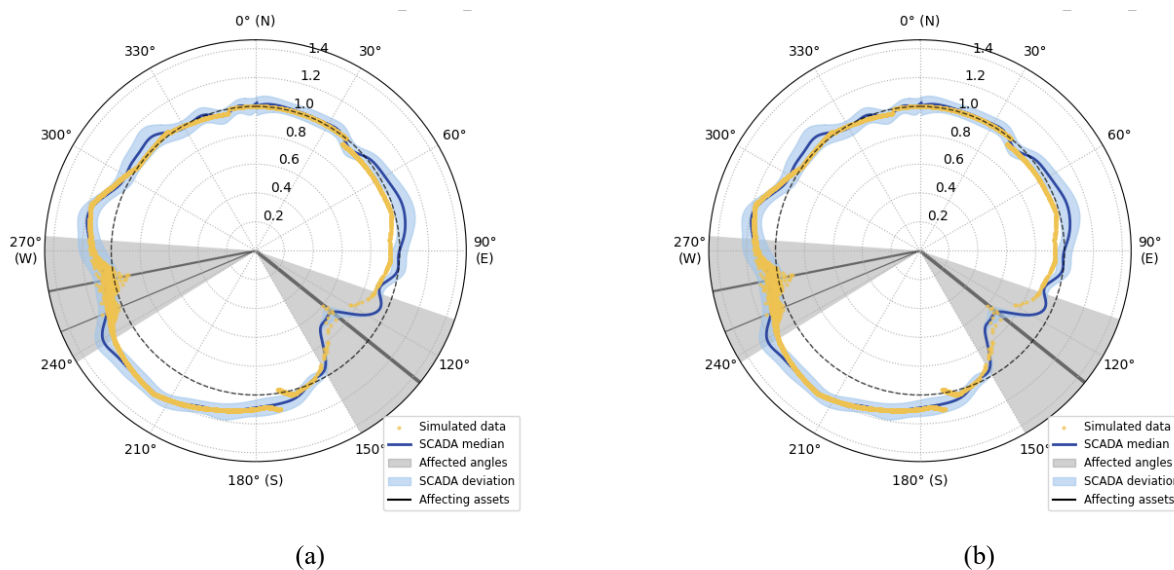 0° (N)
330°
30°
1.4
1.2
300°
1.0
60°
0.8
0.6
0.4
0.2
270°
(W)
90°
(E)
240°
120°
210°
150°
180° (S)
Simulated data
SCADA median
Affected angles
SCADA deviation
Affecting assets
(a)
0° (N)
330°
30°
1.4
1.2
300°
1.0
60°
0.8
0.6
0.4
0.2
270°
(W)
90°
(E)
240°
120°
210°
150°
180° (S)
Simulated data
SCADA median
Affected angles
SCADA deviation
Affecting assets
(b)